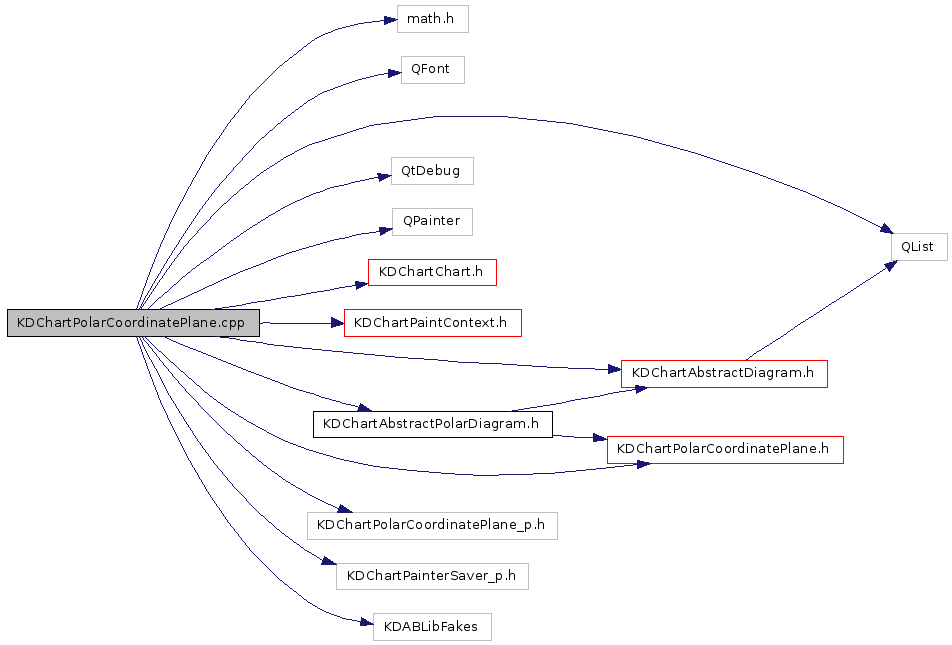 math.h
QFont
QtDebug
QPainter
QList
KDChartChart.h
KDChartPolarCoordinatePlane.cpp
KDChartPaintContext.h
KDChartAbstractDiagram.h
KDChartAbstractPolarDiagram.h
KDChartPolarCoordinatePlane.h
KDChartPolarCoordinatePlane_p.h
KDChartPainterSaver_p.h
KDABLibFakes